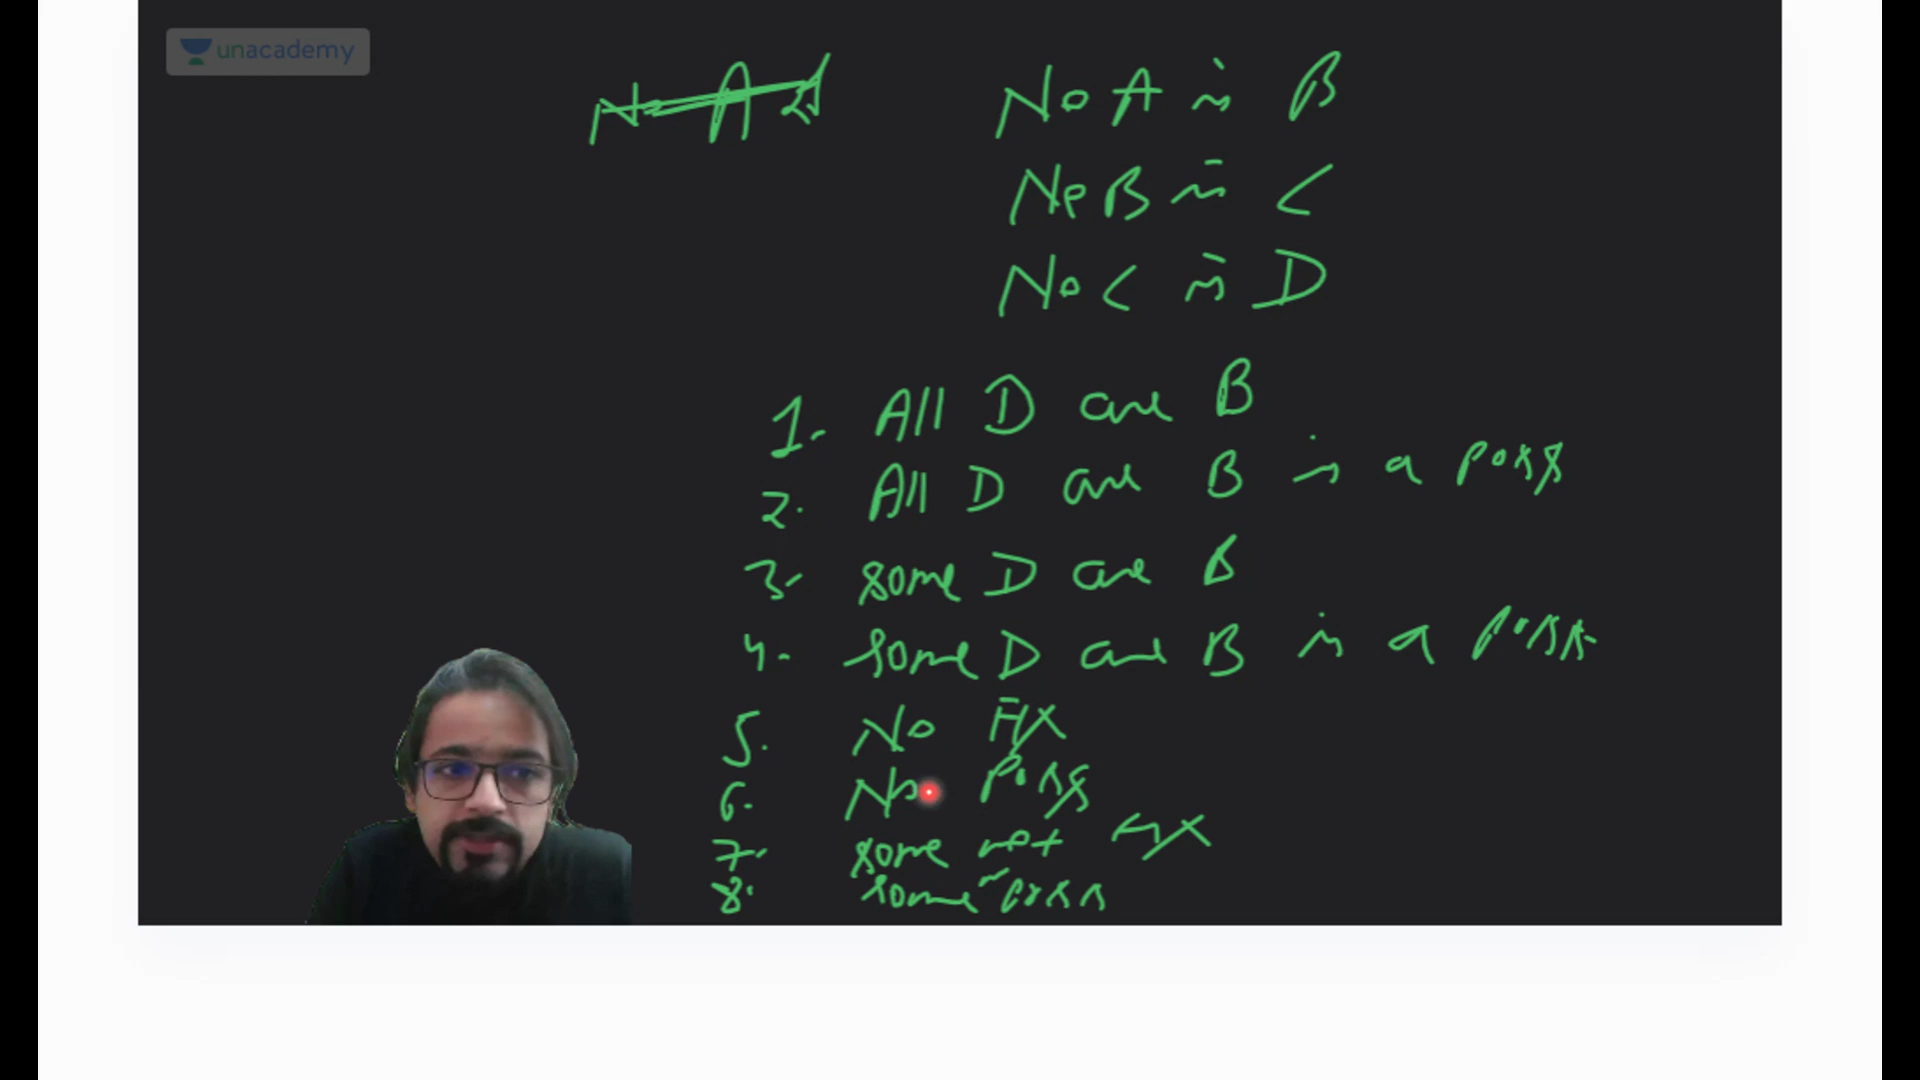 unacademy
No A is B
No B is C
No C is D
1. All D are B
2. All D are B is a poss
3. some D are B
4. some D are B is a poss
5. No Fix
6. No poss
7. some not Fix
8. some poss